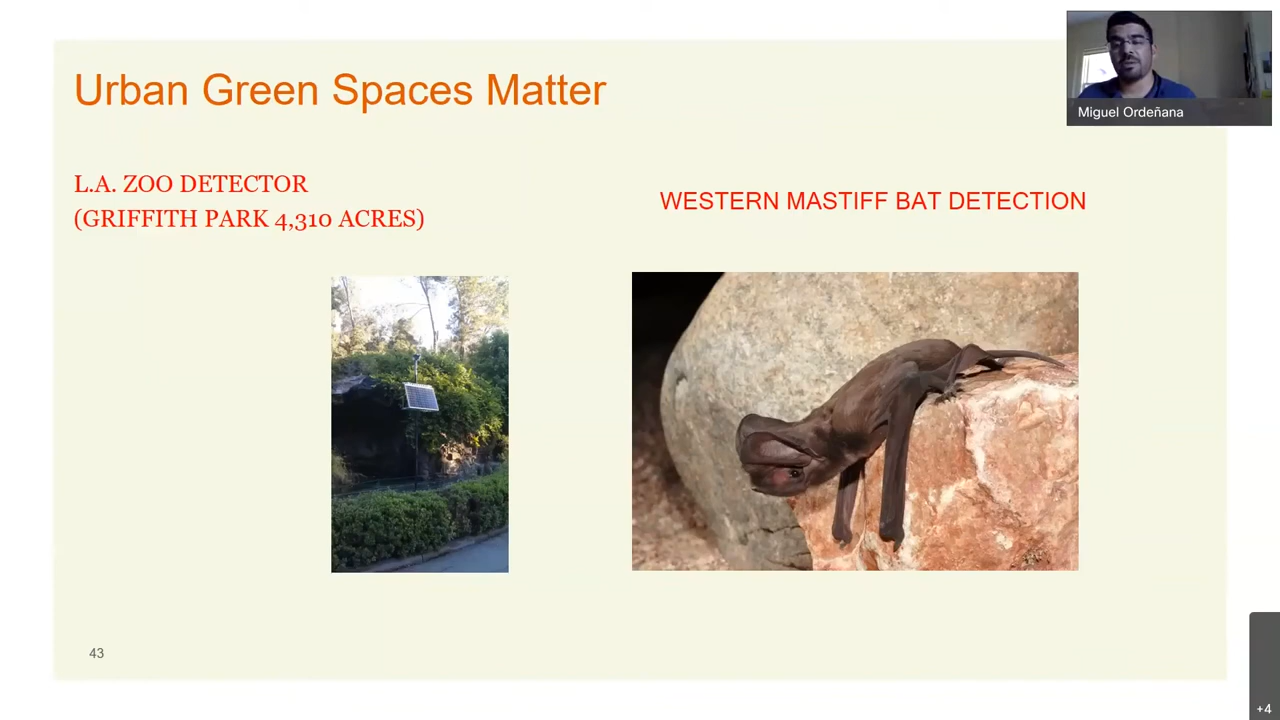 Urban Green Spaces Matter
L.A. ZOO DETECTOR
(GRIFFITH PARK 4,310 ACRES)
WESTERN MASTIFF BAT DETECTION
Miguel Ordeñana
43
+4